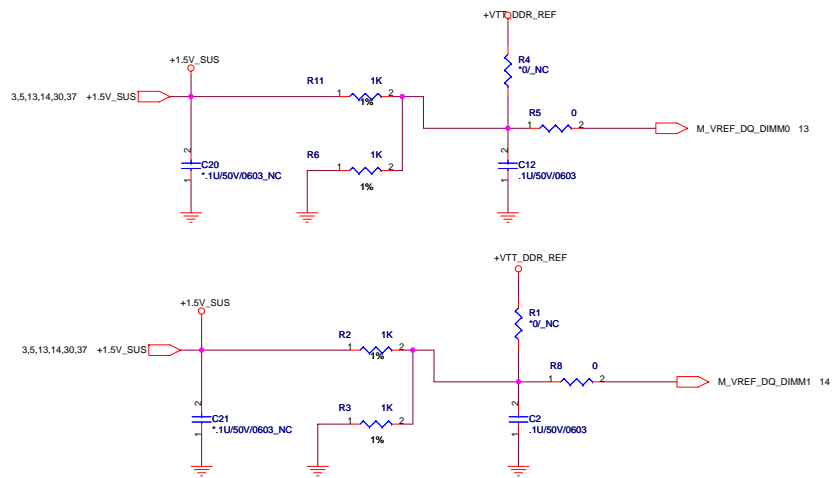 +VTT_DDR_REF
+1.5V_SUS
R4
*0/_NC
3,5,13,14,30,37 +1.5V_SUS
R11 1K
1 2
1%
R5 0
1 2
M_VREF_DQ_DIMM0 13
R6 1K
1 2
1%
2
C20
1
*.1U/50V/0603_NC
2
C12
1
.1U/50V/0603
+VTT_DDR_REF
+1.5V_SUS
R1
*0/_NC
3,5,13,14,30,37 +1.5V_SUS
R2 1K
1 2
1%
R8 0
1 2
M_VREF_DQ_DIMM1 14
R3 1K
1 2
1%
2
C21
1
*.1U/50V/0603_NC
2
C2
1
.1U/50V/0603